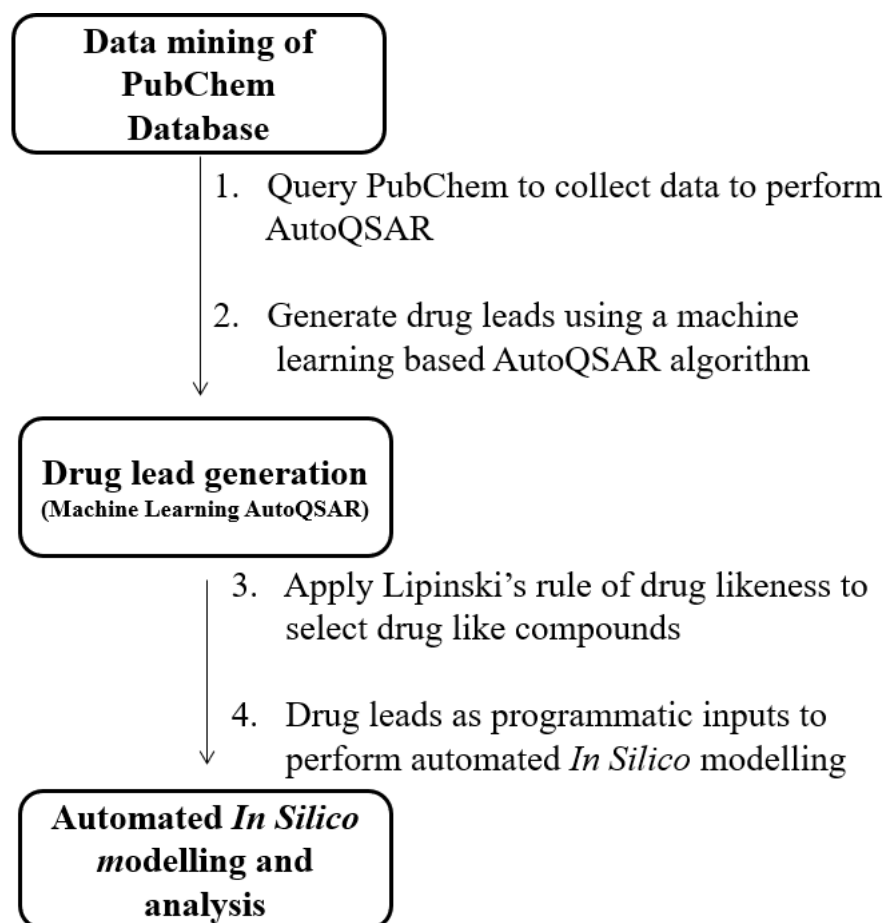 Data mining of
PubChem
Database
1. Query PubChem to collect data to perform
AutoQSAR
2. Generate drug leads using a machine
learning based AutoQSAR algorithm
Drug lead generation
(Machine Learning AutoQSAR)
3. Apply Lipinski’s rule of drug likeness to
select drug like compounds
4. Drug leads as programmatic inputs to
perform automated In Silico modelling
Automated In Silico
modelling and
analysis